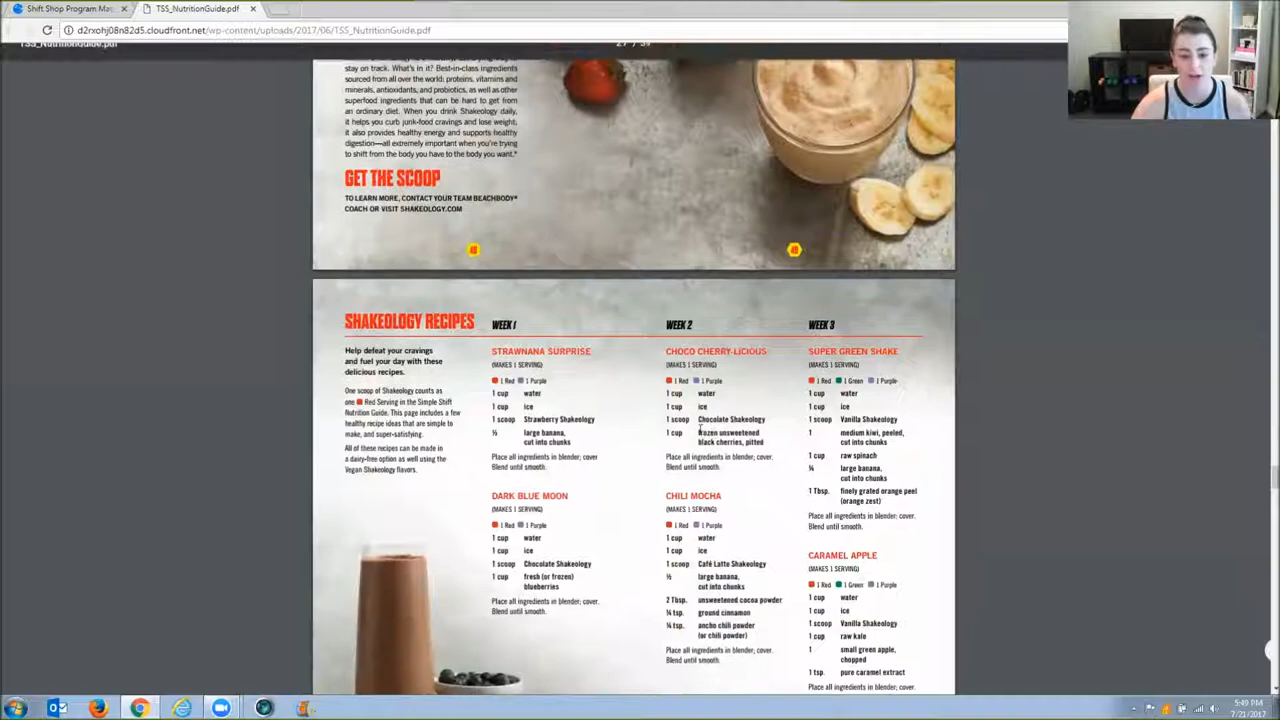 Shift Shop Program Ma
TSS_NutritionGuide.pdf
d2rxohj08n82d5.cloudfront.net/wp-content/uploads/2017/06/TSS_NutritionGuide.pdf
TSS_NutritionGuide.pdf
27 / 39
stay on track. What's in it? Best-in-class ingredients
sourced from all over the world: proteins, vitamins and
minerals, antioxidants, and probiotics, as well as other
superfood ingredients that can be hard to get from
an ordinary diet. When you drink Shakeology daily,
it helps you curb junk-food cravings and lose weight;
it also provides healthy energy and supports healthy
digestion—all extremely important when you're trying
to shift from the body you have to the body you want.*
GET THE SCOOP
TO LEARN MORE, CONTACT YOUR TEAM BEACHBODY®
COACH OR VISIT SHAKEOLOGY.COM
48
49
SHAKEOLOGY RECIPES
Help defeat your cravings
and fuel your day with these
delicious recipes.
One scoop of Shakeology counts as
one Red Serving in the Simple Shift
Nutrition Guide. This page includes a few
healthy recipe ideas that are simple to
make, and super-satisfying.
All of these recipes can be made in
a dairy-free option as well using the
Vegan Shakeology flavors.
WEEK 1
STRAWNANA SURPRISE
(MAKES 1 SERVING)
1 Red 1 Purple
1 cup water
1 cup ice
1 scoop Strawberry Shakeology
½ large banana,
cut into chunks
Place all ingredients in blender; cover.
Blend until smooth.
DARK BLUE MOON
(MAKES 1 SERVING)
1 Red 1 Purple
1 cup water
1 cup ice
1 scoop Chocolate Shakeology
1 cup fresh (or frozen)
blueberries
Place all ingredients in blender; cover.
Blend until smooth.
WEEK 2
CHOCO CHERRY-LICIOUS
(MAKES 1 SERVING)
1 Red 1 Purple
1 cup water
1 cup ice
1 scoop Chocolate Shakeology
1 cup frozen unsweetened
black cherries, pitted
Place all ingredients in blender; cover.
Blend until smooth.
CHILI MOCHA
(MAKES 1 SERVING)
1 Red 1 Purple
1 cup water
1 cup ice
1 scoop Café Latte Shakeology
½ large banana,
cut into chunks
2 Tbsp. unsweetened cocoa powder
¼ tsp. ground cinnamon
¼ tsp. ancho chili powder
(or chili powder)
Place all ingredients in blender; cover.
Blend until smooth.
WEEK 3
SUPER GREEN SHAKE
(MAKES 1 SERVING)
1 Red 1 Green 1 Purple
1 cup water
1 cup ice
1 scoop Vanilla Shakeology
1 medium kiwi, peeled,
cut into chunks
1 cup raw spinach
¼ large banana,
cut into chunks
1 Tbsp. finely grated orange peel
(orange zest)
Place all ingredients in blender; cover.
Blend until smooth.
CARAMEL APPLE
(MAKES 1 SERVING)
1 Red 1 Green 1 Purple
1 cup water
1 cup ice
1 scoop Vanilla Shakeology
1 cup raw kale
1 small green apple,
chopped
1 tsp. pure caramel extract
Place all ingredients in blender; cover.
5:49 PM
7/21/2017